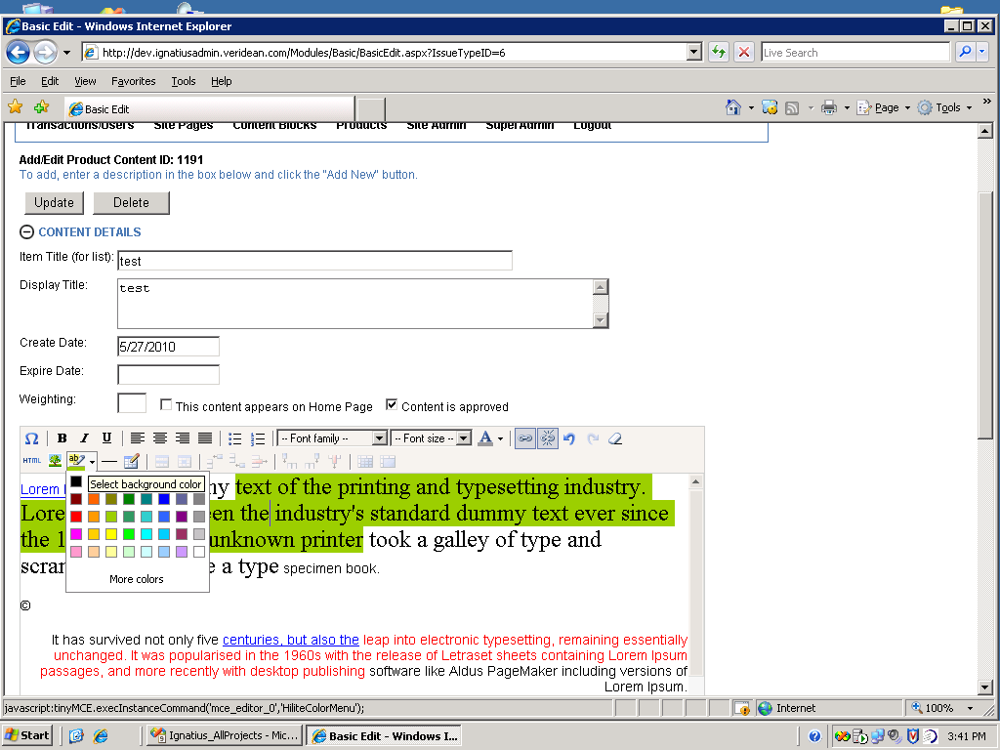 Basic Edit - Windows Internet Explorer
http://dev.ignatiusadmin.veridean.com/Modules/Basic/BasicEdit.aspx?IssueTypeID=6
Live Search
File Edit View Favorites Tools Help
Basic Edit
Page Tools »
Transactions/Users Site Pages Content Blocks Products Site Admin SuperAdmin Logout
Add/Edit Product Content ID: 1191
To add, enter a description in the box below and click the "Add New" button.
Update Delete
CONTENT DETAILS
Item Title (for list): test
Display Title: test
Create Date: 5/27/2010
Expire Date:
Weighting: This content appears on Home Page Content is approved
Ω B I U -- Font family -- -- Font size -- A
HTML ab
Select background color
Lorem my text of the printing and typesetting industry.
Lore en the industry's standard dummy text ever since
the 1 unknown printer took a galley of type and
scram e a type specimen book.
More colors
©
It has survived not only five centuries, but also the leap into electronic typesetting, remaining essentially
unchanged. It was popularised in the 1960s with the release of Letraset sheets containing Lorem Ipsum
passages, and more recently with desktop publishing software like Aldus PageMaker including versions of
Lorem Ipsum.
javascript:tinyMCE.execInstanceCommand('mce_editor_0','HiliteColorMenu'); Internet 100%
Start Ignatius_AllProjects - Mic... Basic Edit - Windows I... 3:41 PM